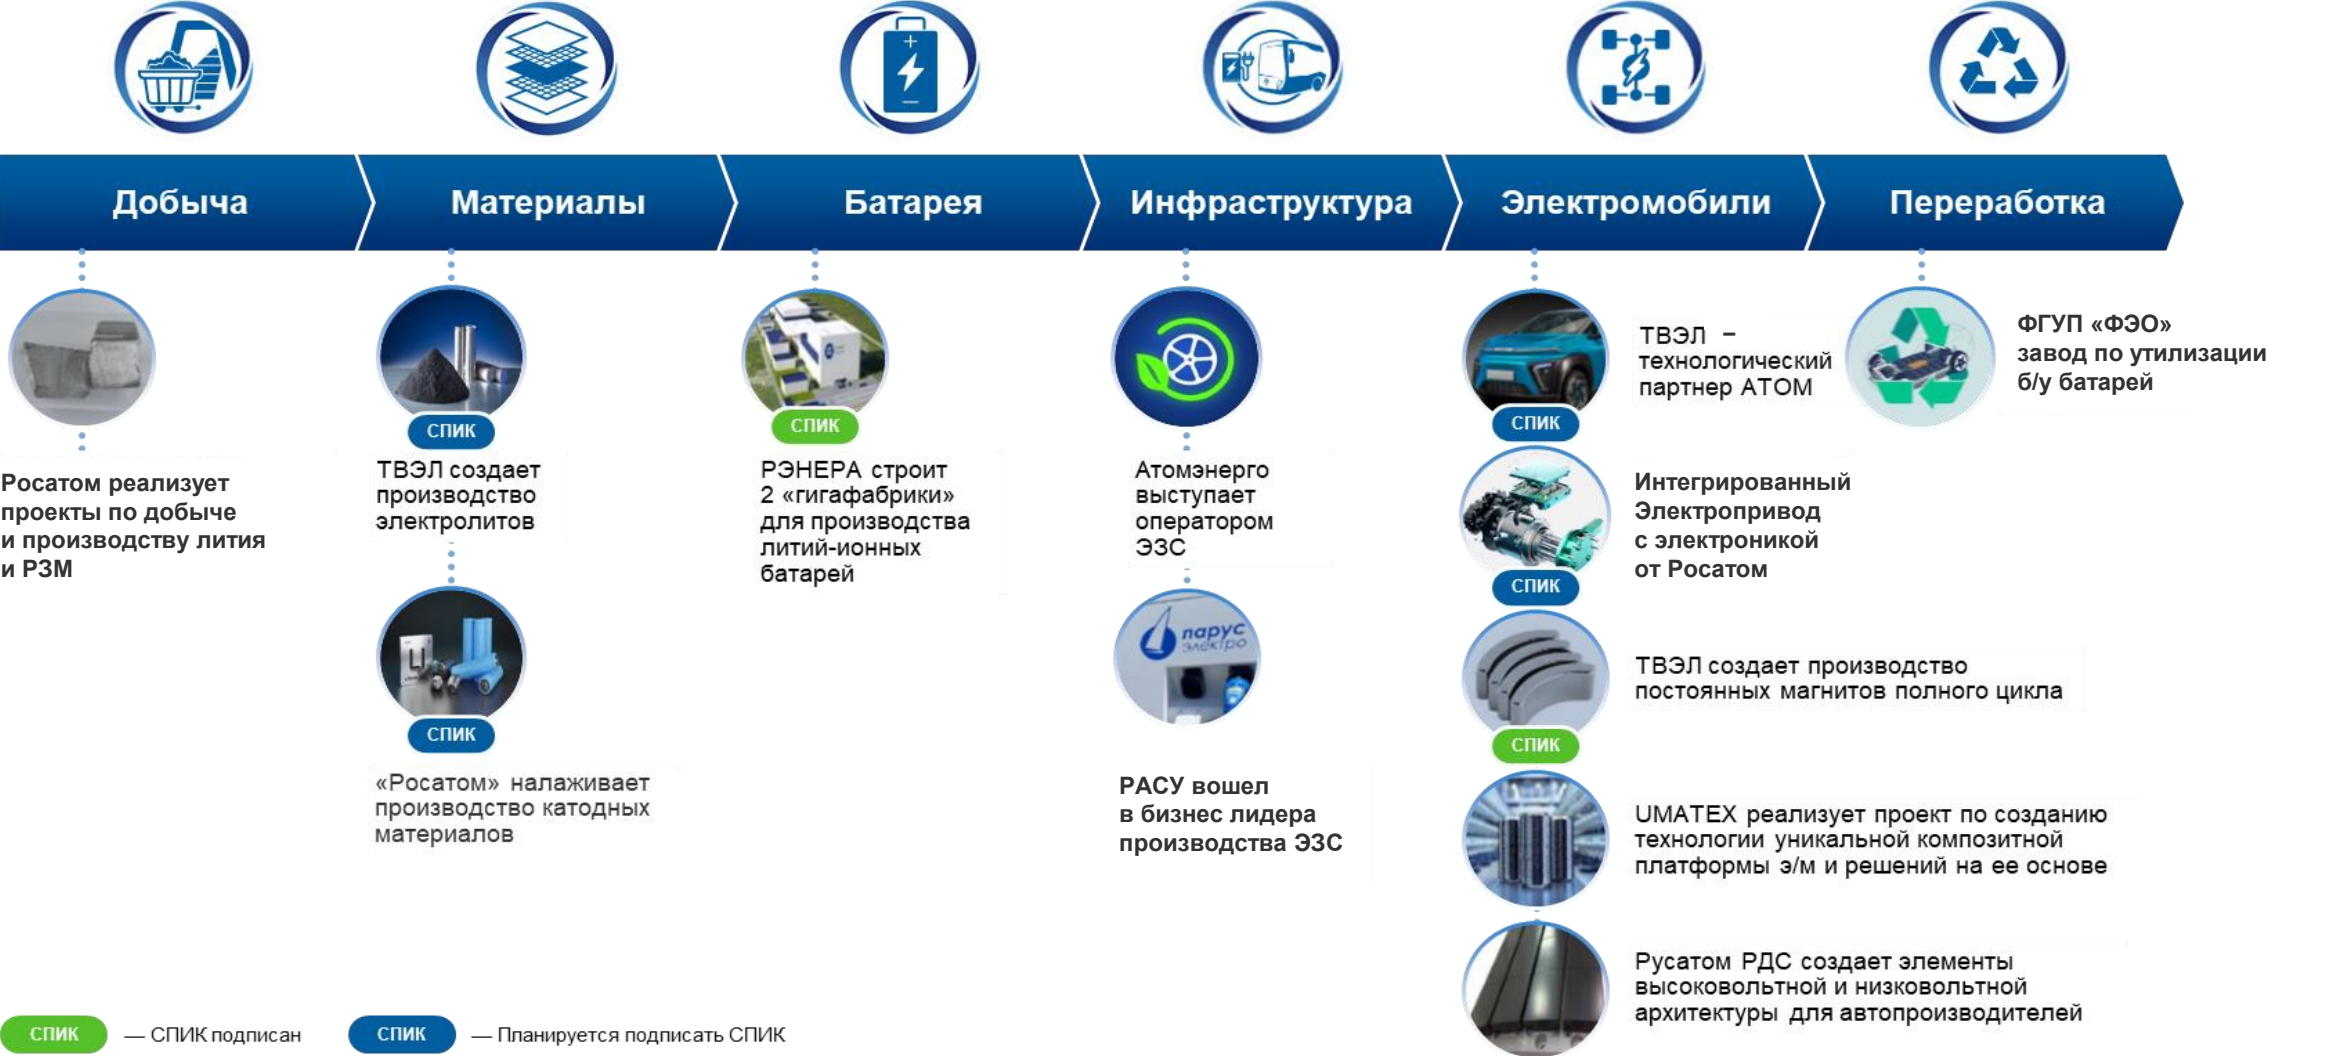 Добыча
Материалы
Батарея
Инфраструктура
Электромобили
Переработка
Росатом реализует
проекты по добыче
и производству лития
и РЗМ
СПИК
ТВЭЛ создает
производство
электролитов
СПИК
«Росатом» налаживает
производство катодных
материалов
СПИК
РЭНЕРА строит
2 «гигафабрики»
для производства
литий-ионных
батарей
Атомэнерго
выступает
оператором
ЭЗС
парус
электро
РАСУ вошел
в бизнес лидера
производства ЭЗС
ТВЭЛ –
технологический
партнер АТОМ
СПИК
Интегрированный
Электропривод
с электроникой
от Росатом
СПИК
ТВЭЛ создает производство
постоянных магнитов полного цикла
СПИК
UMATEX реализует проект по созданию
технологии уникальной композитной
платформы э/м и решений на ее основе
Русатом РДС создает элементы
высоковольтной и низковольтной
архитектуры для автопроизводителей
ФГУП «ФЭО»
завод по утилизации
б/у батарей
СПИК — СПИК подписан
СПИК — Планируется подписать СПИК